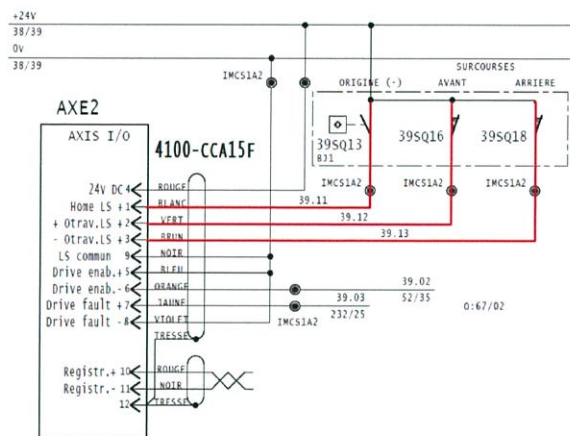 +24V
38/39
0V
38/39
SURCOURSES
IMCS1A2
ORIGINE (-) AVANT ARRIERE
AXE2
AXIS I/O
4100-CCA15F
39SQ13
BJ1
39SQ16
39SQ18
24V DC 4 ROUGE
IMCS1A2 IMCS1A2 IMCS1A2
Home LS +1 BLANC 39.11
+ Otrav.LS +2 VERT 39.12
- Otrav.LS +3 BRUN 39.13
LS commun 9 NOIR
Drive enab.+5 BLEU
Drive enab.-6 ORANGE 39.02
52/35
Drive fault +7 JAUNE 39.03
232/25
O:67/02
Drive fault -8 VIOLET IMCS1A2
TRESSE
Registr.+ 10 ROUGE
Registr.- 11 NOIR
12 TRESSE